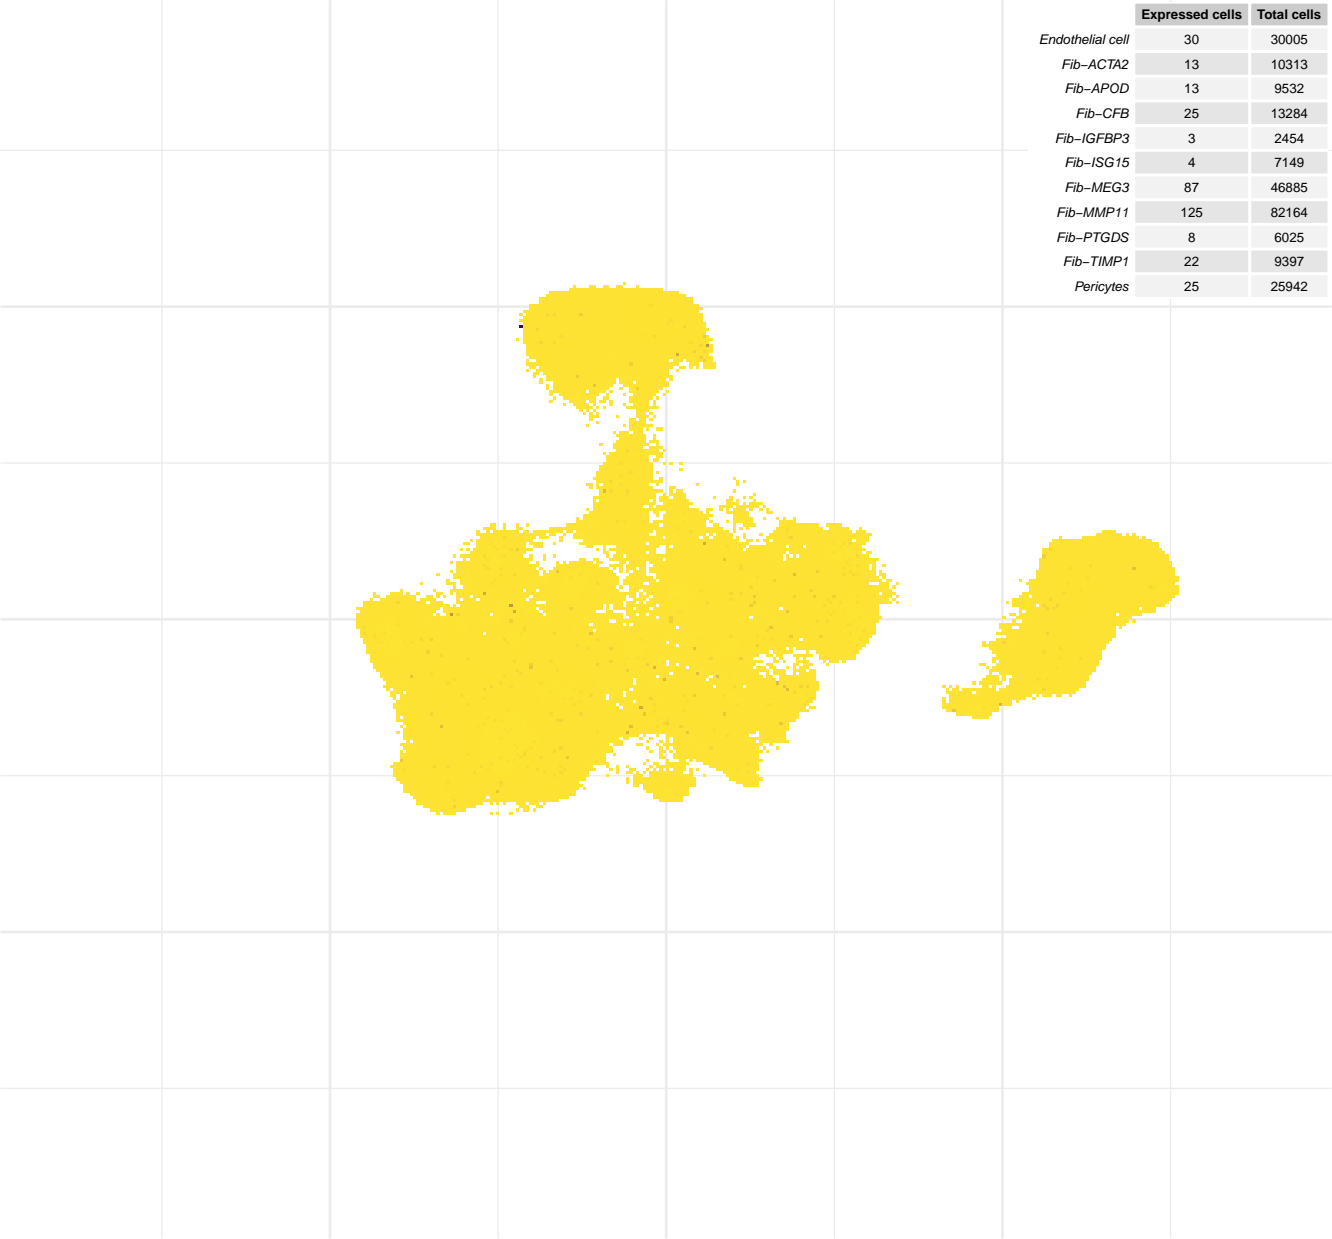 Expressed cells Total cells
Endothelial cell 30 30005
Fib−ACTA2 13 10313
Fib−APOD 13 9532
Fib−CFB 25 13284
Fib−IGFBP3 3 2454
Fib−ISG15 4 7149
Fib−MEG3 87 46885
Fib−MMP11 125 82164
Fib−PTGDS 8 6025
Fib−TIMP1 22 9397
Pericytes 25 25942